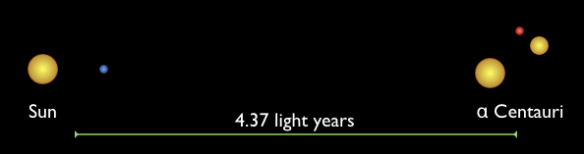 Sun
α Centauri
4.37 light years